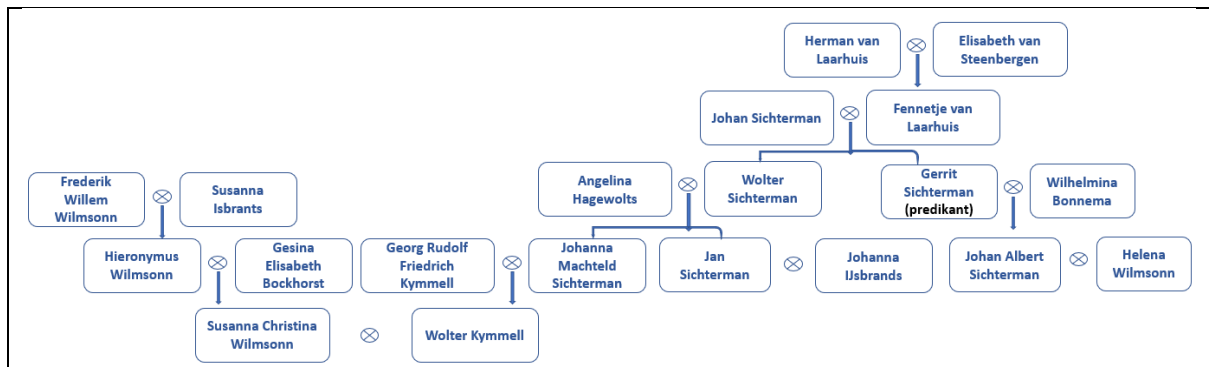 Herman van
Laarhuis
Elisabeth van
Steenbergen
Johan Sichterman
Fennetje van
Laarhuis
Frederik
Willem
Wilmsonn
Susanna
Isbrants
Angelina
Hagewolts
Wolter
Sichterman
Gerrit
Sichterman
(predikant)
Wilhelmina
Bonnema
Hieronymus
Wilmsonn
Gesina
Elisabeth
Bockhorst
Georg Rudolf
Friedrich
Kymmell
Johanna
Machteld
Sichterman
Jan
Sichterman
Johanna
IJsbrands
Johan Albert
Sichterman
Helena
Wilmsonn
Susanna Christina
Wilmsonn
Wolter Kymmell